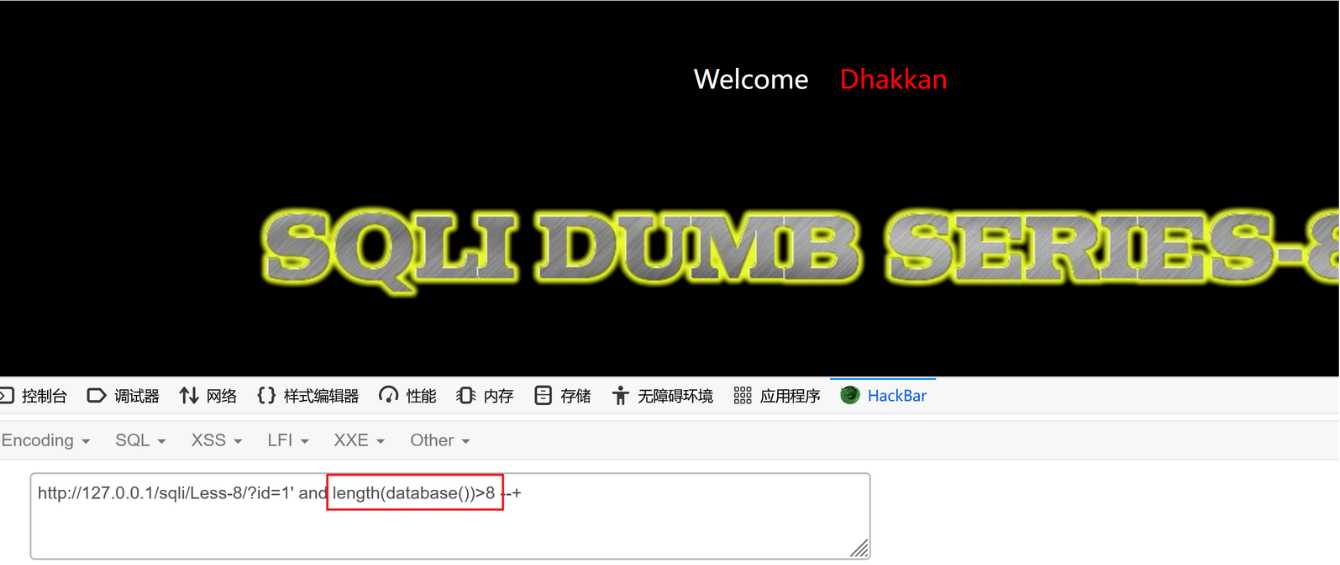 Welcome Dhakkan
SQLI DUMB SERIES-8
控制台 调试器 网络 {} 样式编辑器 性能 内存 存储 无障碍环境 应用程序 HackBar
Encoding SQL XSS LFI XXE Other
http://127.0.0.1/sqli/Less-8/?id=1' and length(database())>8 --+